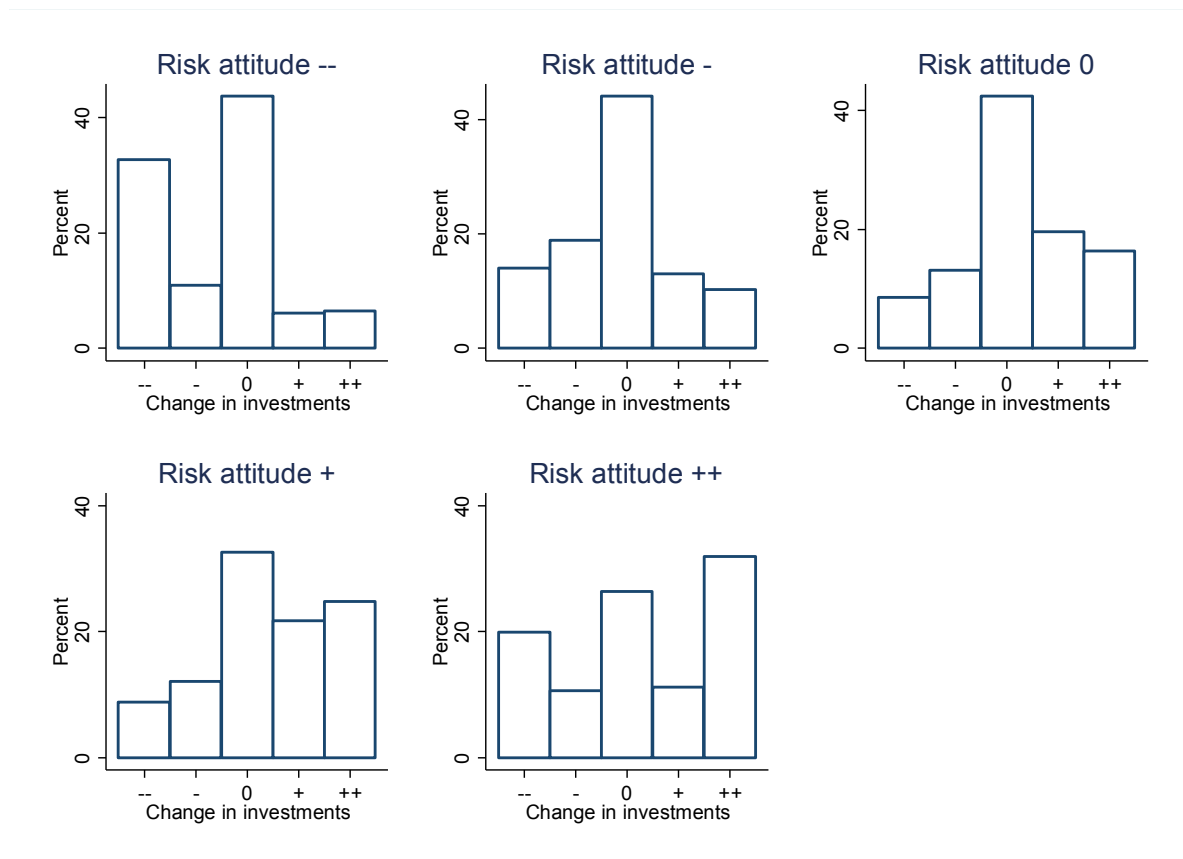 Risk attitude --
Percent
40
20
0
-- - 0 + ++
Change in investments
Risk attitude -
Percent
40
20
0
-- - 0 + ++
Change in investments
Risk attitude 0
Percent
40
20
0
-- - 0 + ++
Change in investments
Risk attitude +
Percent
40
20
0
-- - 0 + ++
Change in investments
Risk attitude ++
Percent
40
20
0
-- - 0 + ++
Change in investments